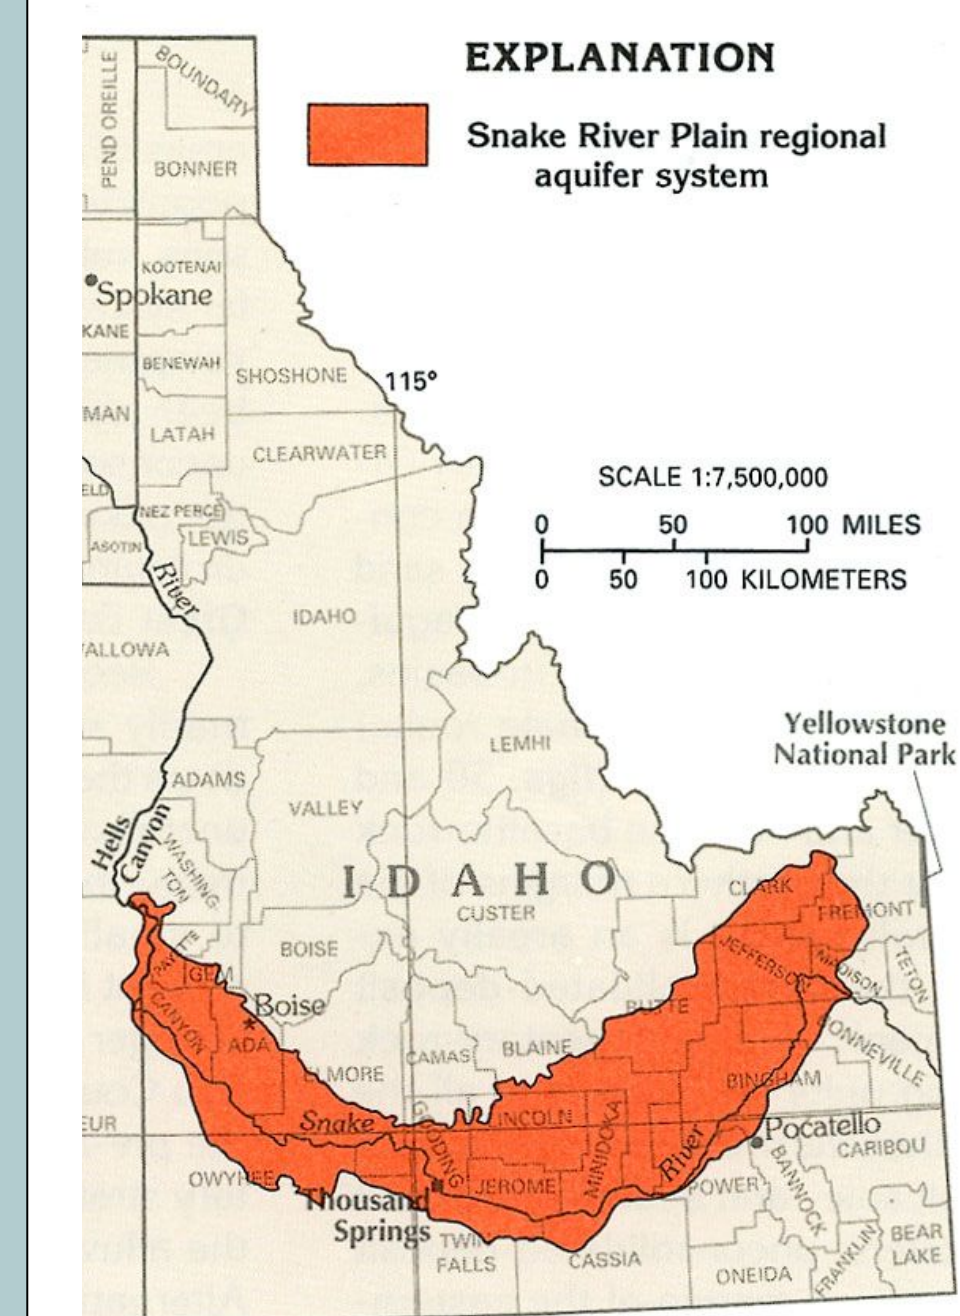 EXPLANATION
Snake River Plain regional
aquifer system
PEND OREILLE
BOUNDARY
BONNER
KOOTENAI
Spokane
KANE
BENEWAH
SHOSHONE
115°
MAN
LATAH
CLEARWATER
SCALE 1:7,500,000
0 50 100 MILES
0 50 100 KILOMETERS
ELD
NEZ PERCE
LEWIS
ASOTIN
River
IDAHO
ALLOWA
Yellowstone
National Park
LEMHI
ADAMS
VALLEY
Hells
Canyon
WASHING-
TON
IDAHO
CLARK
CUSTER
FREMONT
BOISE
PAYETTE
GEM
JEFFERSON
MADISON
TETON
CANYON
Boise
ADA
BUTTE
BONNEVILLE
CAMAS
BLAINE
ELMORE
BINGHAM
EUR
Snake
GOODING
LINCOLN
MINIDOKA
River
Pocatello
CARIBOU
OWYHEE
Thousand
Springs
JEROME
POWER
BANNOCK
TWIN
FALLS
CASSIA
ONEIDA
FRANKLIN
BEAR
LAKE